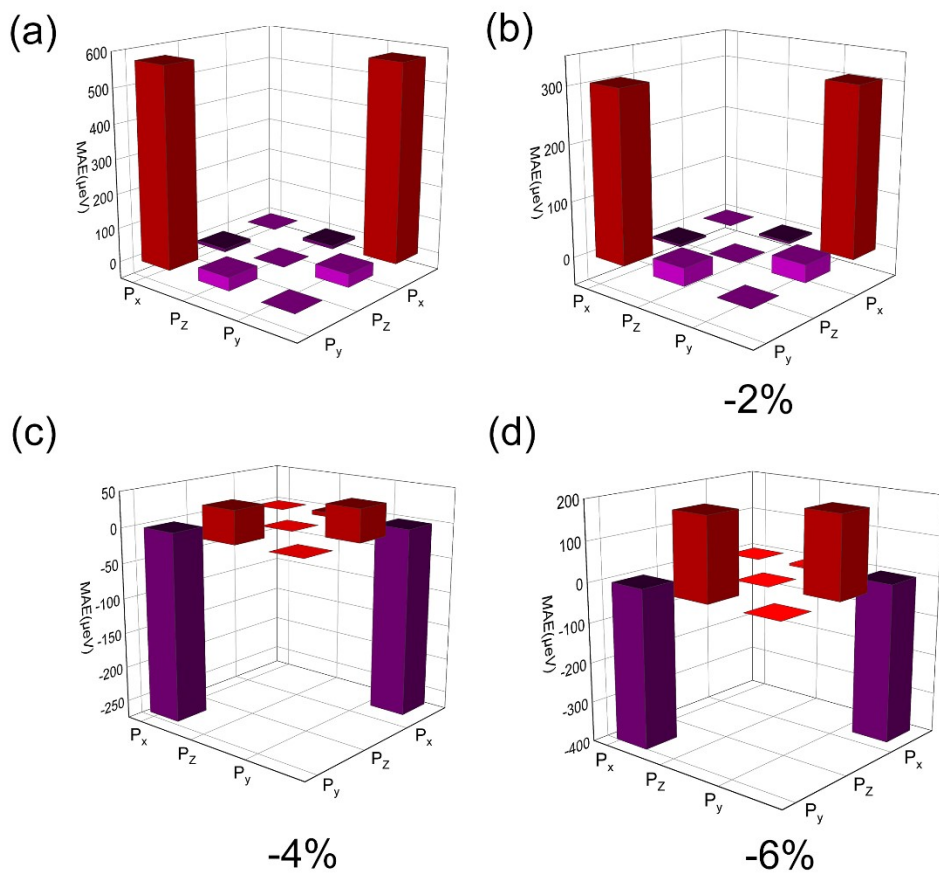 (a)
600
500
400
300
200
100
0
MAE(μeV)
Px
PZ
Py
Py
PZ
Px
(b)
300
200
100
0
MAE(μeV)
Px
PZ
Py
Py
PZ
Px
-2%
(c)
50
0
-50
-100
-150
-200
-250
MAE(μeV)
Px
PZ
Py
Py
PZ
Px
-4%
(d)
200
100
0
-100
-200
-300
-400
MAE(μeV)
Px
PZ
Py
Py
PZ
Px
-6%